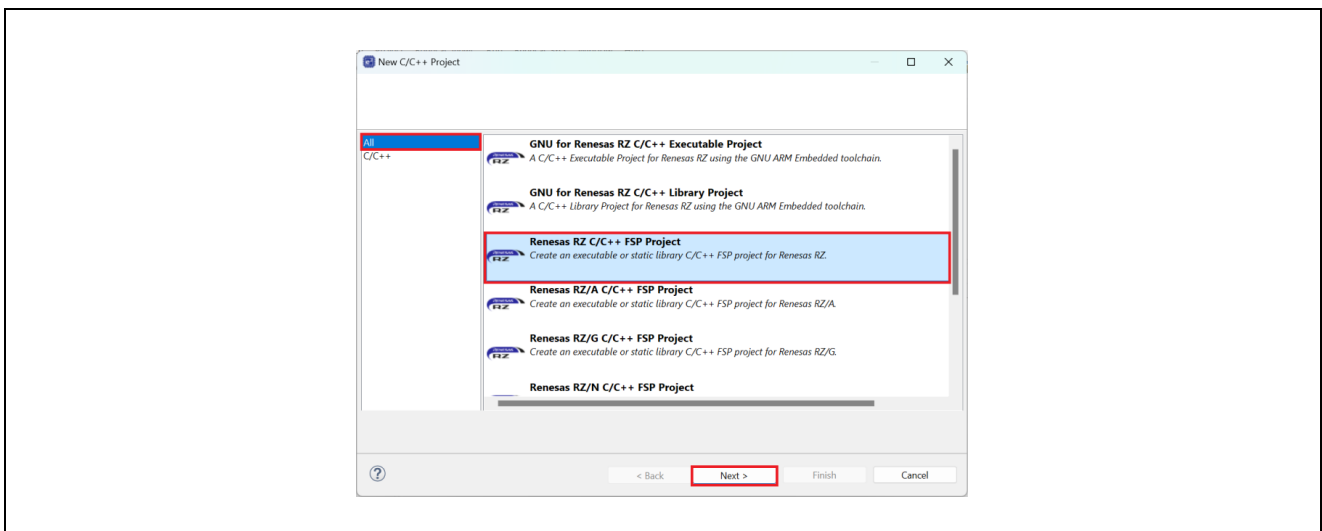 New C/C++ Project
All
C/C++
GNU for Renesas RZ C/C++ Executable Project
A C/C++ Executable Project for Renesas RZ using the GNU ARM Embedded toolchain.
GNU for Renesas RZ C/C++ Library Project
A C/C++ Library Project for Renesas RZ using the GNU ARM Embedded toolchain.
Renesas RZ C/C++ FSP Project
Create an executable or static library C/C++ FSP project for Renesas RZ.
Renesas RZ/A C/C++ FSP Project
Create an executable or static library C/C++ FSP project for Renesas RZ/A.
Renesas RZ/G C/C++ FSP Project
Create an executable or static library C/C++ FSP project for Renesas RZ/G.
Renesas RZ/N C/C++ FSP Project
< Back Next > Finish Cancel